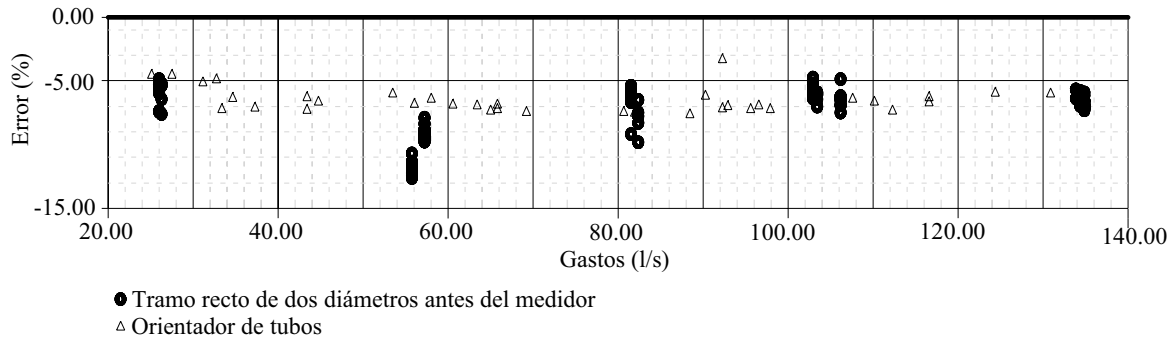 0.00
-5.00
-15.00
Error (%)
20.00 40.00 60.00 80.00 100.00 120.00 140.00
Gastos (l/s)
Tramo recto de dos diámetros antes del medidor
Orientador de tubos